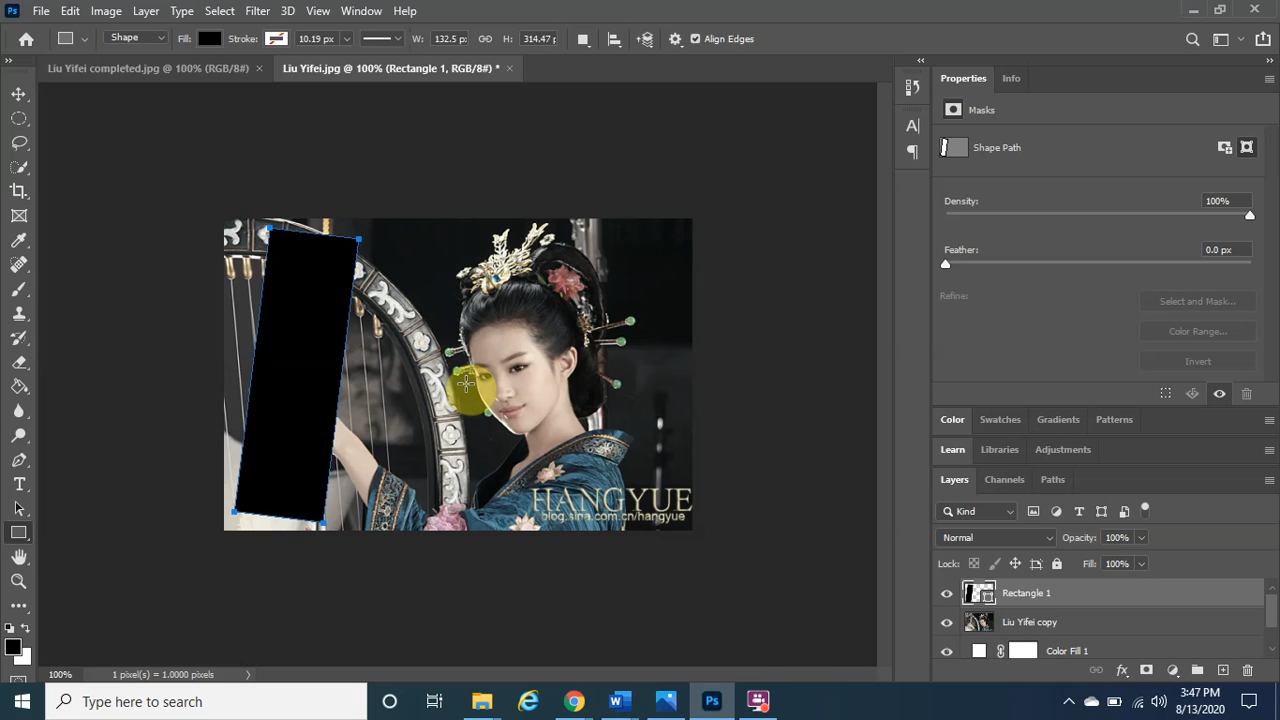 Ps File Edit Image Layer Type Select Filter 3D View Window Help
Shape Fill: Stroke: 10.19 px W: 132.5 p H: 314.47 p Align Edges
Liu Yifei completed.jpg @ 100% (RGB/8#) × Liu Yifei.jpg @ 100% (Rectangle 1, RGB/8#) * ×
Properties Info
Masks
Shape Path
Density: 100%
Feather: 0.0 px
Refine: Select and Mask...
Color Range...
Invert
HANGYUE
blog.sina.com.cn/hangyue
Color Swatches Gradients Patterns
Learn Libraries Adjustments
Layers Channels Paths
Kind
Normal Opacity: 100%
Lock: Fill: 100%
Rectangle 1
Liu Yifei copy
Color Fill 1
100% 1 pixel(s) = 1.0000 pixels
Type here to search
3:47 PM
8/13/2020